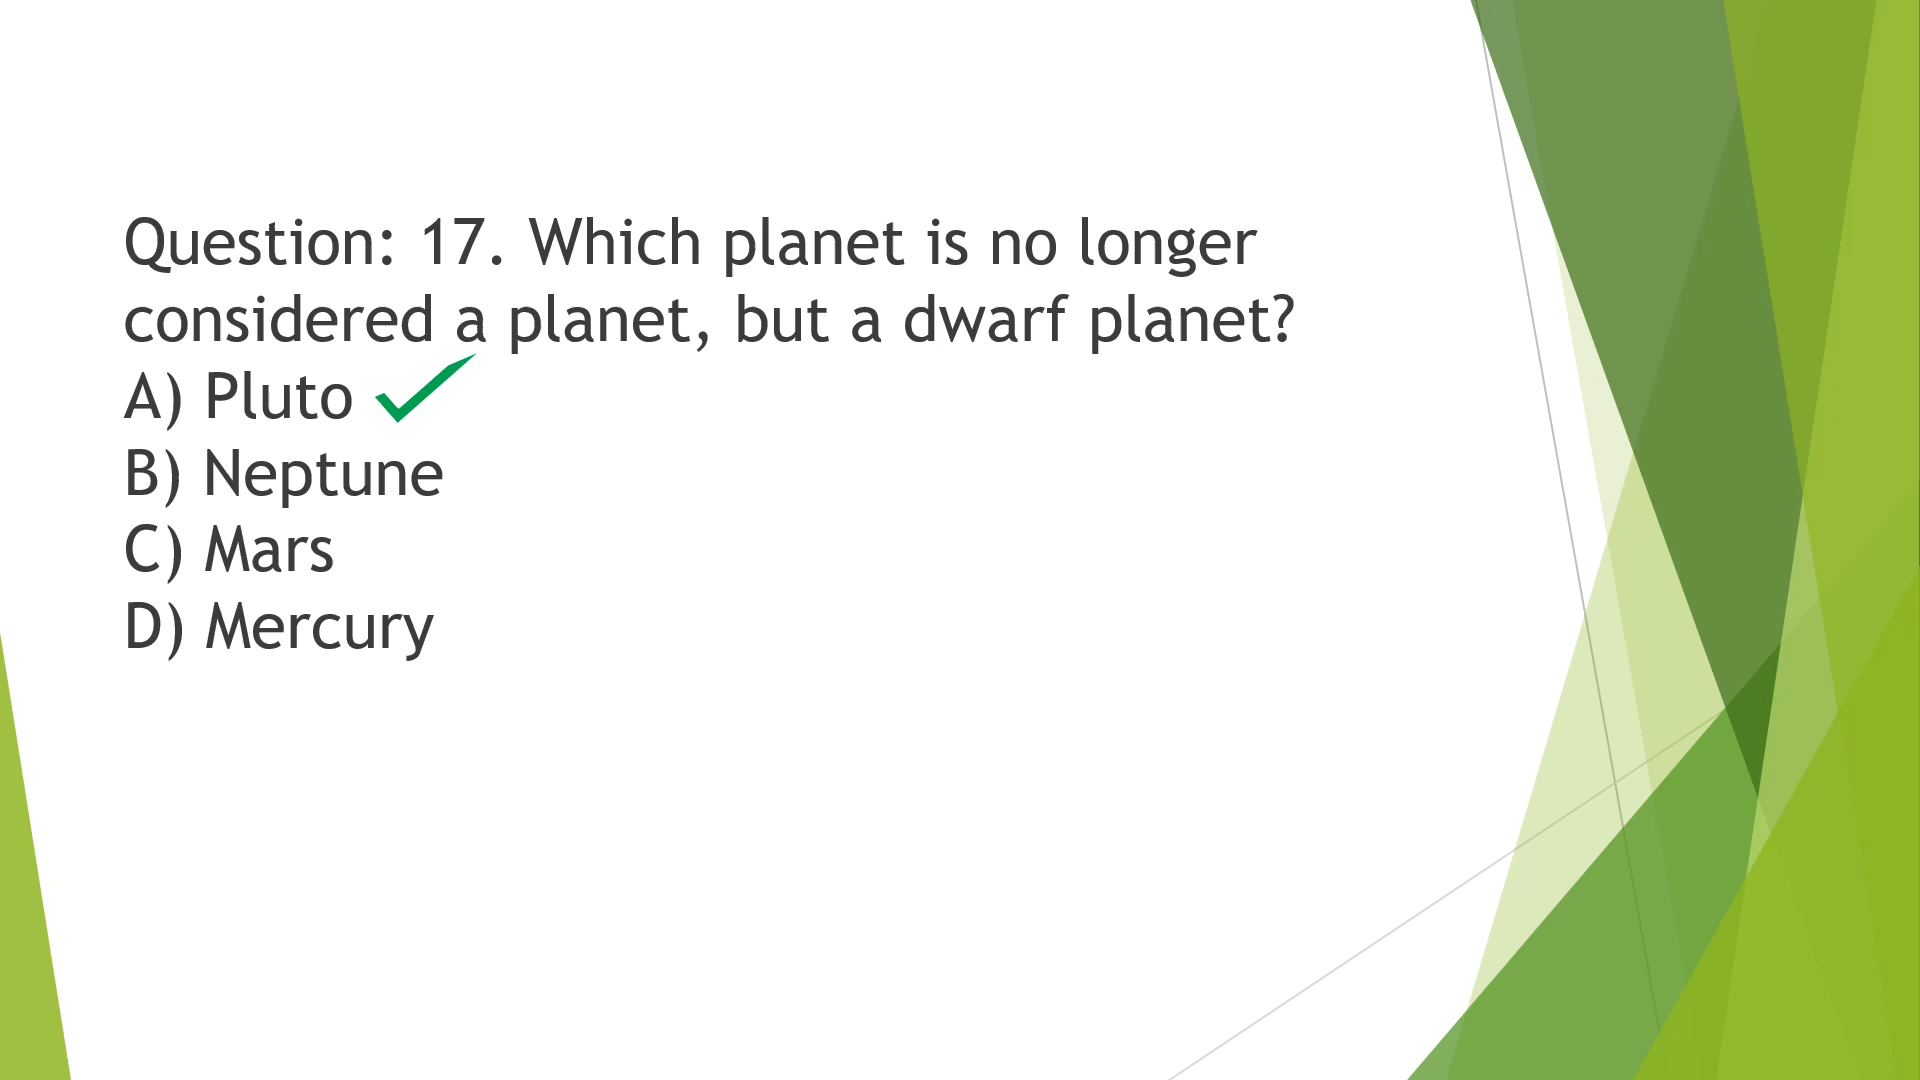 Question: 17. Which planet is no longer
considered a planet, but a dwarf planet?
A) Pluto
B) Neptune
C) Mars
D) Mercury